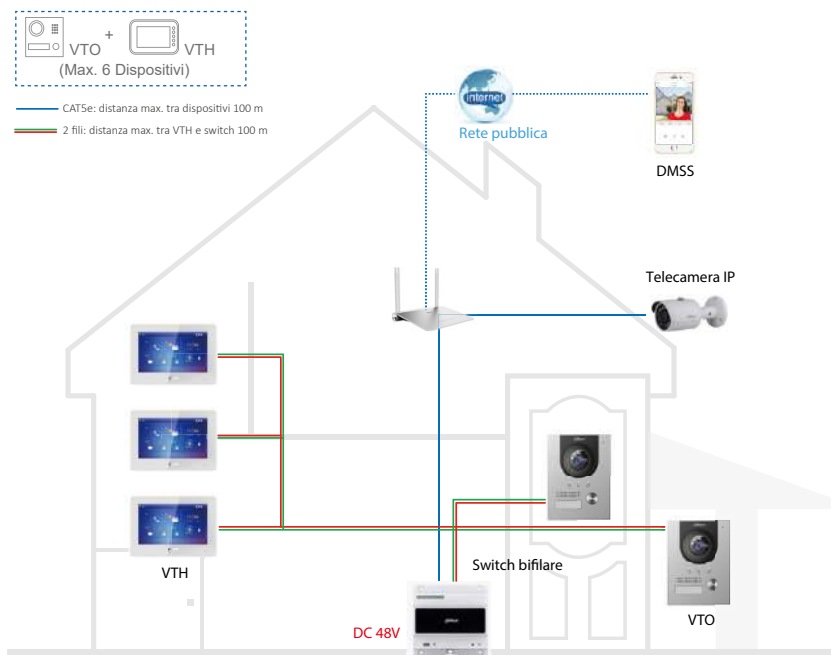 VTO + VTH
(Max. 6 Dispositivi)
CAT5e: distanza max. tra dispositivi 100 m
2 fili: distanza max. tra VTH e switch 100 m
internet
Rete pubblica
DMSS
Telecamera IP
VTH
Switch bifilare
DC 48V
VTO